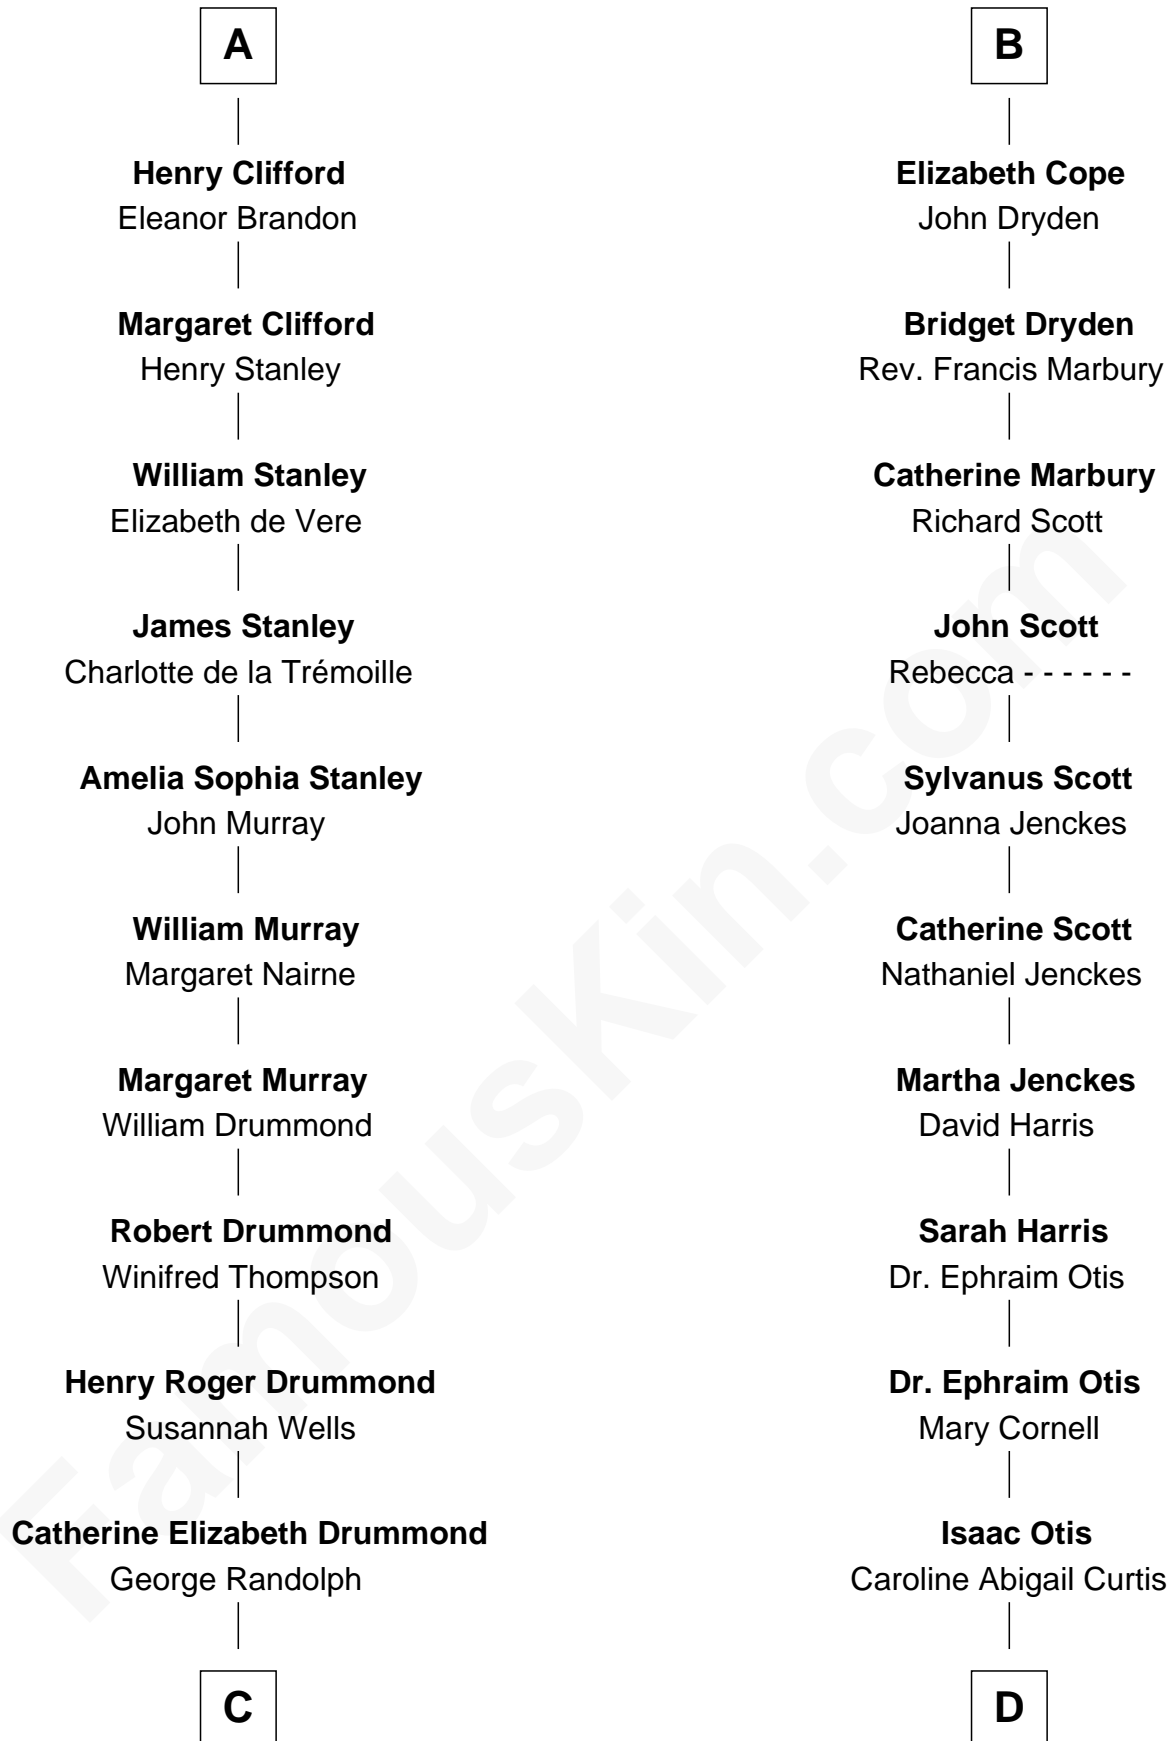 A
Henry Clifford
Eleanor Brandon
Margaret Clifford
Henry Stanley
William Stanley
Elizabeth de Vere
James Stanley
Charlotte de la Trémoille
Amelia Sophia Stanley
John Murray
William Murray
Margaret Nairne
Margaret Murray
William Drummond
Robert Drummond
Winifred Thompson
Henry Roger Drummond
Susannah Wells
Catherine Elizabeth Drummond
George Randolph
C
B
Elizabeth Cope
John Dryden
Bridget Dryden
Rev. Francis Marbury
Catherine Marbury
Richard Scott
John Scott
Rebecca - - - - - -
Sylvanus Scott
Joanna Jenckes
Catherine Scott
Nathaniel Jenckes
Martha Jenckes
David Harris
Sarah Harris
Dr. Ephraim Otis
Dr. Ephraim Otis
Mary Cornell
Isaac Otis
Caroline Abigail Curtis
D
FamousKin.com